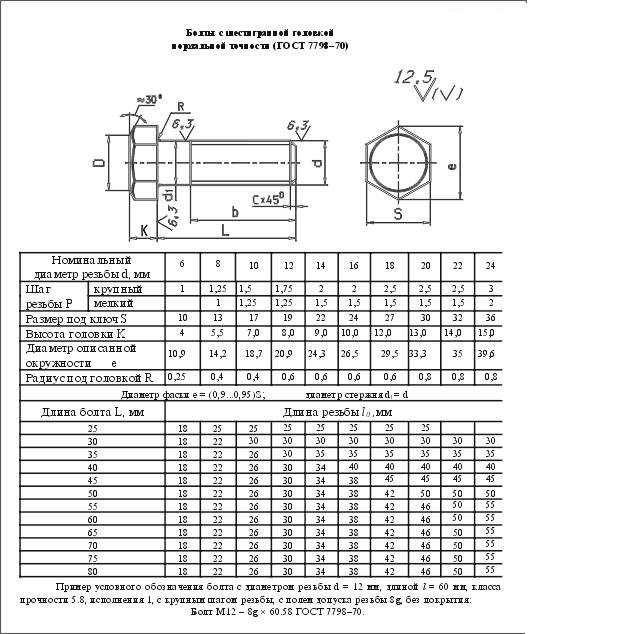 Болты с шестигранной головкой
нормальной точности (ГОСТ 7798–70)
12,5
(√)
≈30°
R
6,3
6,3
D
d1
6,3
d
C×45°
b
K
L
e
S
Номинальный диаметр резьбы d, мм 6 8 10 12 14 16 18 20 22 24
Шаг резьбы P крупный 1 1,25 1,5 1,75 2 2 2,5 2,5 2,5 3
мелкий 1 1,25 1,25 1,5 1,5 1,5 1,5 1,5 2
Размер под ключ S 10 13 17 19 22 24 27 30 32 36
Высота головки K 4 5,5 7,0 8,0 9,0 10,0 12,0 13,0 14,0 15,0
Диаметр описанной окружности e 10,9 14,2 18,7 20,9 24,3 26,5 29,5 33,3 35 39,6
Радиус под головкой R 0,25 0,4 0,4 0,6 0,6 0,6 0,6 0,8 0,8 0,8
Диаметр фаски e = (0,9...0,95)S; диаметр стержня d₁= d
Длина болта L, мм Длина резьбы l₀, мм
25 18 25 25 25 25 25 25 25
30 18 22 30 30 30 30 30 30 30 30
35 18 22 26 30 35 35 35 35 35 35
40 18 22 26 30 34 40 40 40 40 40
45 18 22 26 30 34 38 45 45 45 45
50 18 22 26 30 34 38 42 50 50 50
55 18 22 26 30 34 38 42 46 50 55
60 18 22 26 30 34 38 42 46 50 55
65 18 22 26 30 34 38 42 46 50 55
70 18 22 26 30 34 38 42 46 50 55
75 18 22 26 30 34 38 42 46 50 55
80 18 22 26 30 34 38 42 46 50 55
Пример условного обозначения болта с диаметром резьбы d = 12 мм, длиной l = 60 мм, класса
прочности 5.8, исполнения 1, с крупным шагом резьбы, с полем допуска резьбы 8g, без покрытия:
Болт М12 – 8g × 60.58 ГОСТ 7798–70.